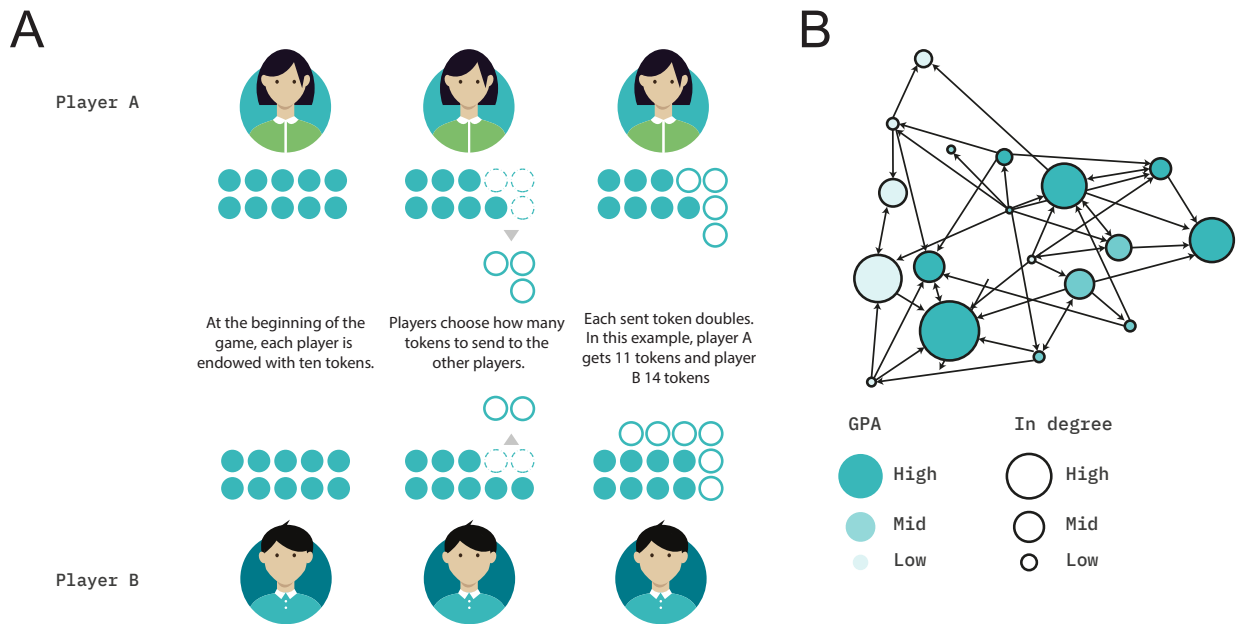 A
Player A
At the beginning of the
game, each player is
endowed with ten tokens.
Players choose how many
tokens to send to the
other players.
Each sent token doubles.
In this example, player A
gets 11 tokens and player
B 14 tokens
Player B
B
GPA
High
Mid
Low
In degree
High
Mid
Low